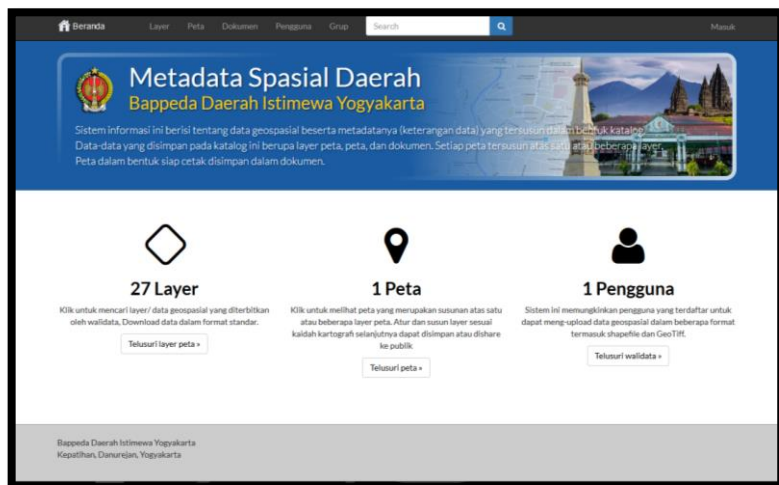 Beranda Layer Peta Dokumen Pengguna Grup Search Masuk
Metadata Spasial Daerah
Bappeda Daerah Istimewa Yogyakarta
Sistem informasi ini berisi tentang data geospasial beserta metadatanya (keterangan data) yang tersusun dalam bentuk katalog.
Data-data yang disimpan pada katalog ini berupa layer peta, peta, dan dokumen. Setiap peta tersusun atas satu atau beberapa layer.
Peta dalam bentuk siap cetak disimpan dalam dokumen.
27 Layer
Klik untuk mencari layer/ data geospasial yang diterbitkan
oleh walidata, Download data dalam format standar.
Telusuri layer peta »
1 Peta
Klik untuk melihat peta yang merupakan susunan atas satu
atau beberapa layer peta. Atur dan susun layer sesuai
kaidah kartografi selanjutnya dapat disimpan atau dishare
ke publik
Telusuri peta »
1 Pengguna
Sistem ini memungkinkan pengguna yang terdaftar untuk
dapat meng-upload data geospasial dalam beberapa format
termasuk shapefile dan GeoTiff.
Telusuri walidata »
Bappeda Daerah Istimewa Yogyakarta
Kepatihan, Danurejan, Yogyakarta